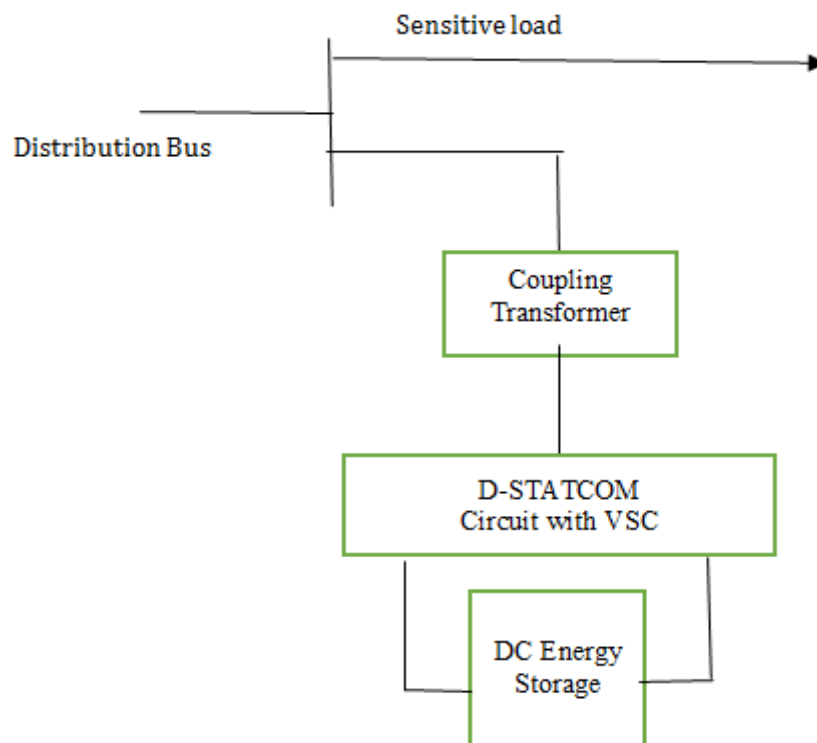 Sensitive load
Distribution Bus
Coupling
Transformer
D-STATCOM
Circuit with VSC
DC Energy
Storage